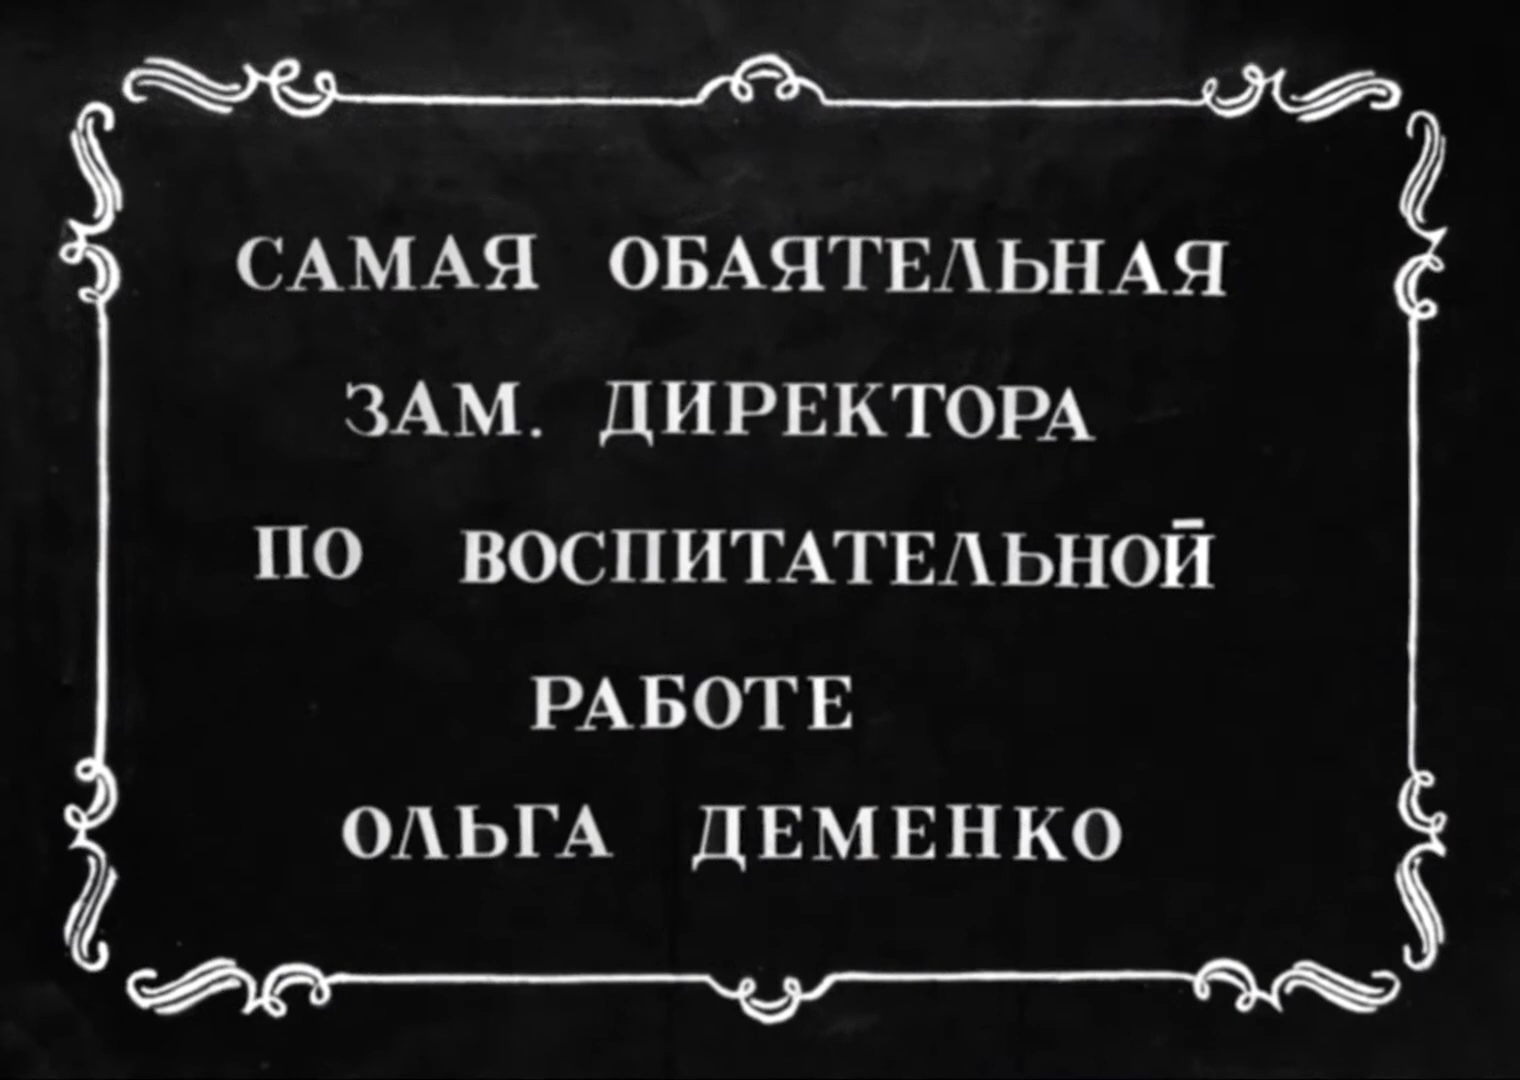 САМАЯ ОБАЯТЕЛЬНАЯ
ЗАМ. ДИРЕКТОРА
ПО ВОСПИТАТЕЛЬНОЙ
РАБОТЕ
ОЛЬГА ДЕМЕНКО